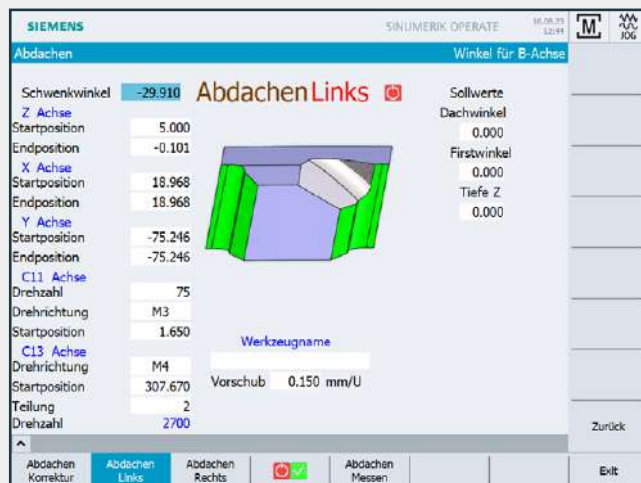 SIEMENS
SINUMERIK OPERATE
12:44
M
JOG
Abdachen
Winkel für B-Achse
Schwenkwinkel -29.910
Abdachen Links
Sollwerte
Z Achse
Startposition 5.000
Endposition -0.101
X Achse
Startposition 18.968
Endposition 18.968
Y Achse
Startposition -75.246
Endposition -75.246
C11 Achse
Drehzahl 75
Drehrichtung M3
Startposition 1.650
C13 Achse
Drehrichtung M4
Startposition 307.670
Teilung 2
Drehzahl 2700
Dachwinkel
0.000
Firstwinkel
0.000
Tiefe Z
0.000
Werkzeugname
Vorschub 0.150 mm/U
Zurück
Abdachen Korrektur
Abdachen Links
Abdachen Rechts
Abdachen Messen
Exit